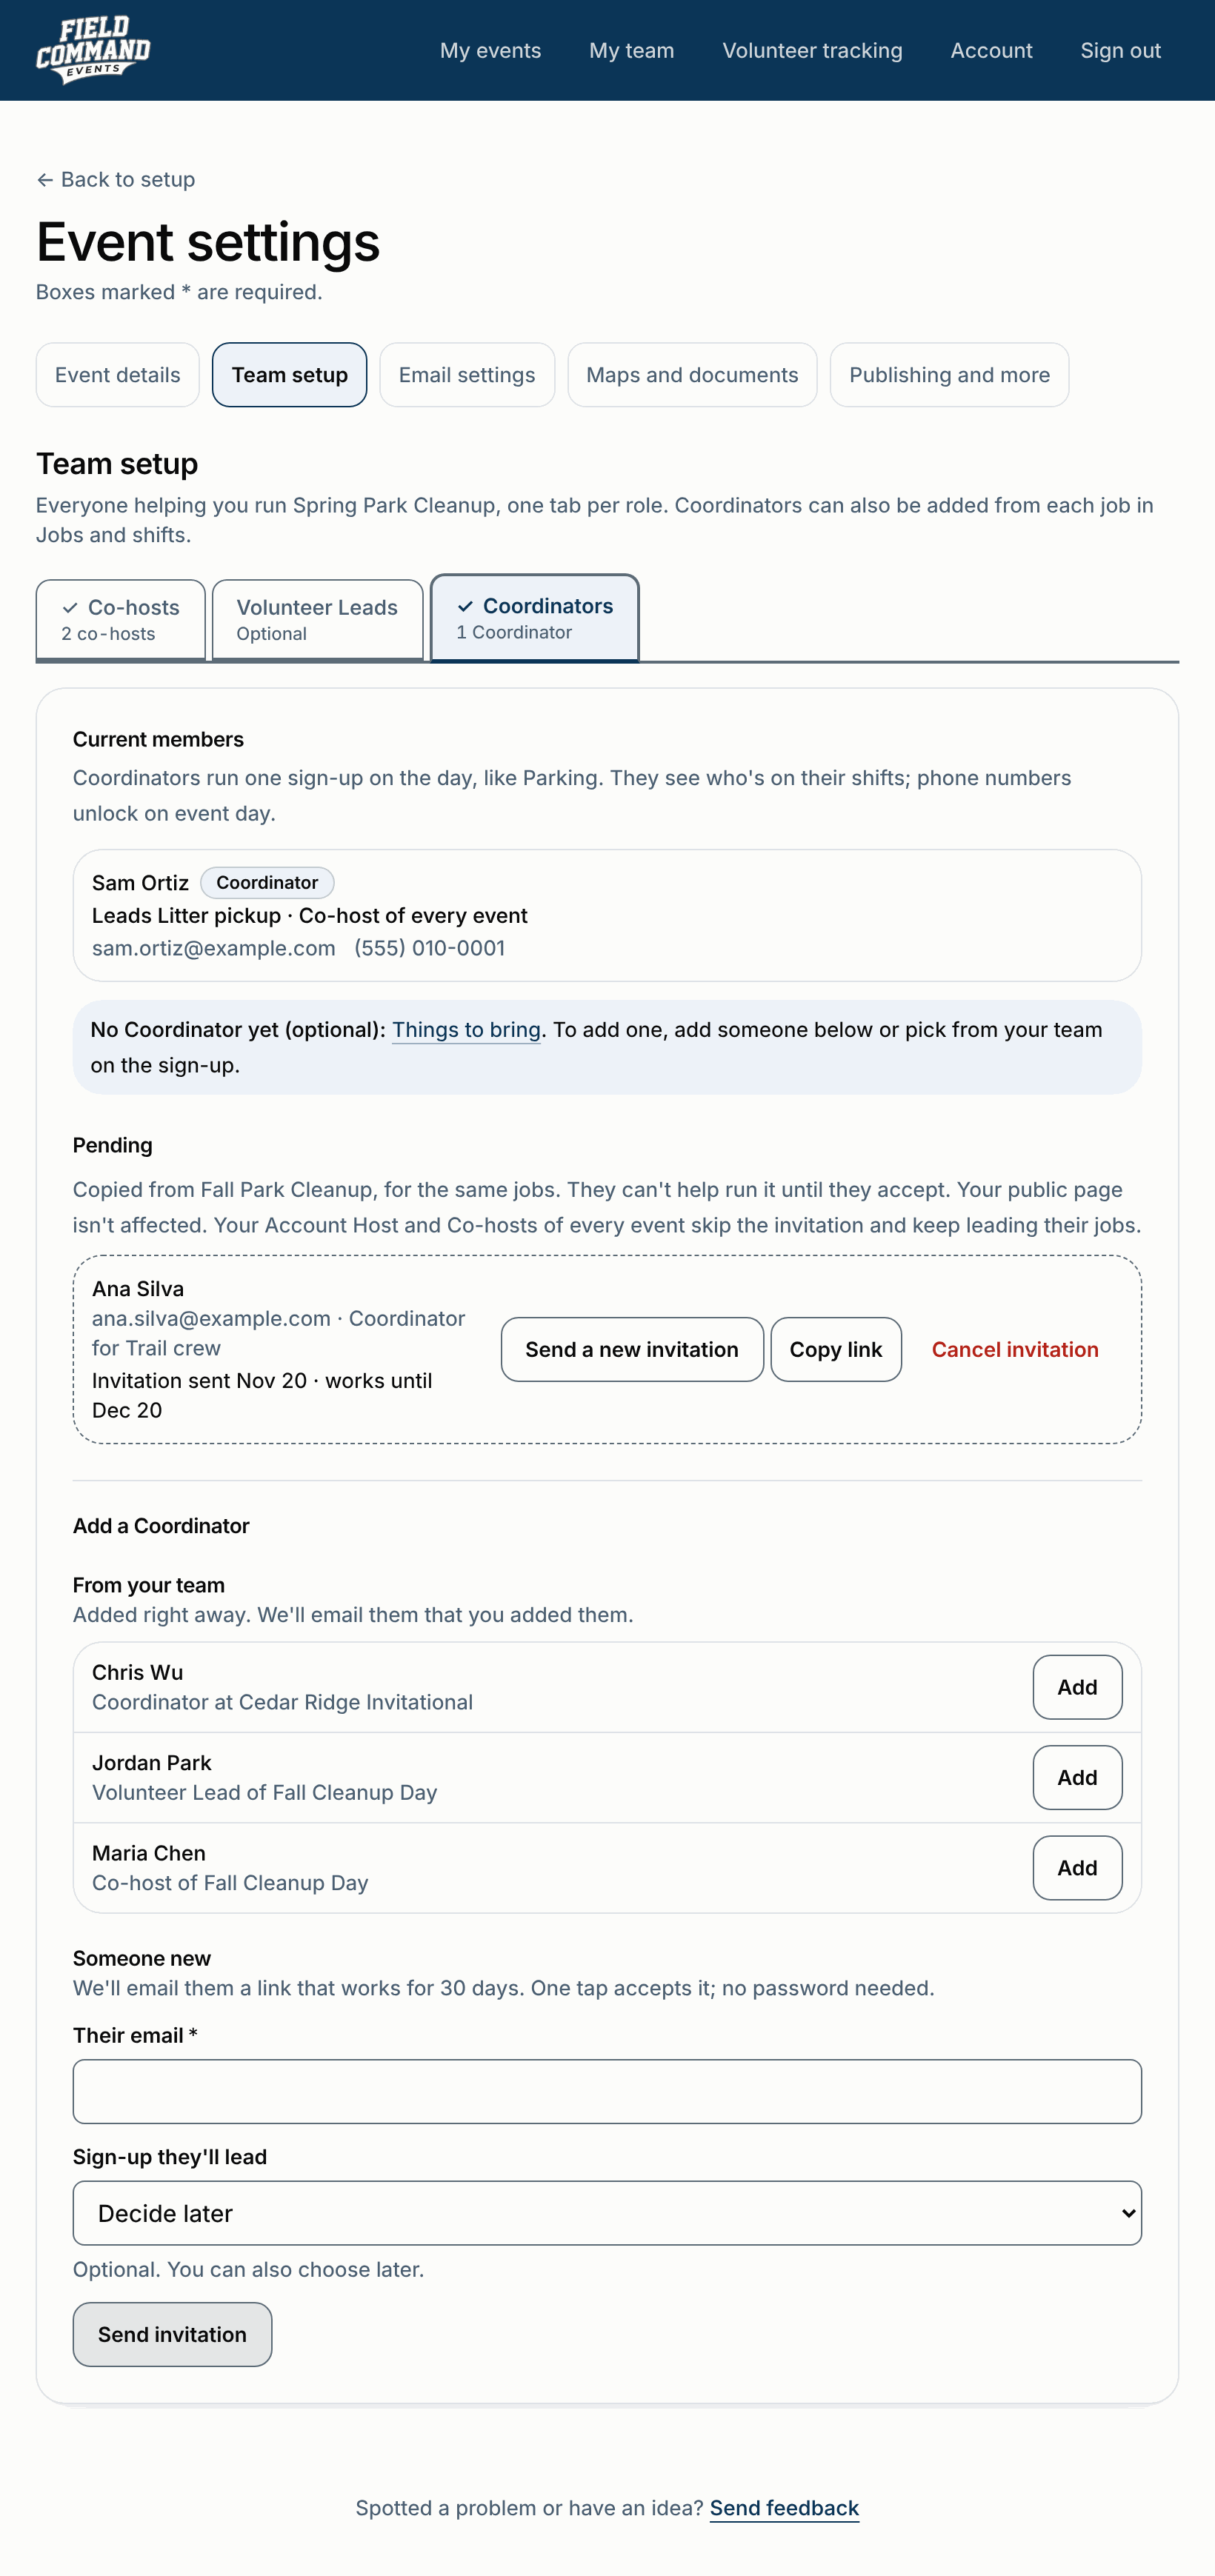 FIELD
COMMAND
EVENTS
My events
My team
Volunteer tracking
Account
Sign out
← Back to setup
Event settings
Boxes marked * are required.
Event details
Team setup
Email settings
Maps and documents
Publishing and more
Team setup
Everyone helping you run Spring Park Cleanup, one tab per role. Coordinators can also be added from each job in
Jobs and shifts.
✓ Co-hosts
2 co-hosts
Volunteer Leads
Optional
✓ Coordinators
1 Coordinator
Current members
Coordinators run one sign-up on the day, like Parking. They see who's on their shifts; phone numbers
unlock on event day.
Sam Ortiz Coordinator
Leads Litter pickup · Co-host of every event
sam.ortiz@example.com (555) 010-0001
No Coordinator yet (optional): Things to bring. To add one, add someone below or pick from your team
on the sign-up.
Pending
Copied from Fall Park Cleanup, for the same jobs. They can't help run it until they accept. Your public page
isn't affected. Your Account Host and Co-hosts of every event skip the invitation and keep leading their jobs.
Ana Silva
ana.silva@example.com · Coordinator
for Trail crew
Invitation sent Nov 20 · works until
Dec 20
Send a new invitation
Copy link
Cancel invitation
Add a Coordinator
From your team
Added right away. We'll email them that you added them.
Chris Wu
Coordinator at Cedar Ridge Invitational
Add
Jordan Park
Volunteer Lead of Fall Cleanup Day
Add
Maria Chen
Co-host of Fall Cleanup Day
Add
Someone new
We'll email them a link that works for 30 days. One tap accepts it; no password needed.
Their email *
Sign-up they'll lead
Decide later
Optional. You can also choose later.
Send invitation
Spotted a problem or have an idea? Send feedback